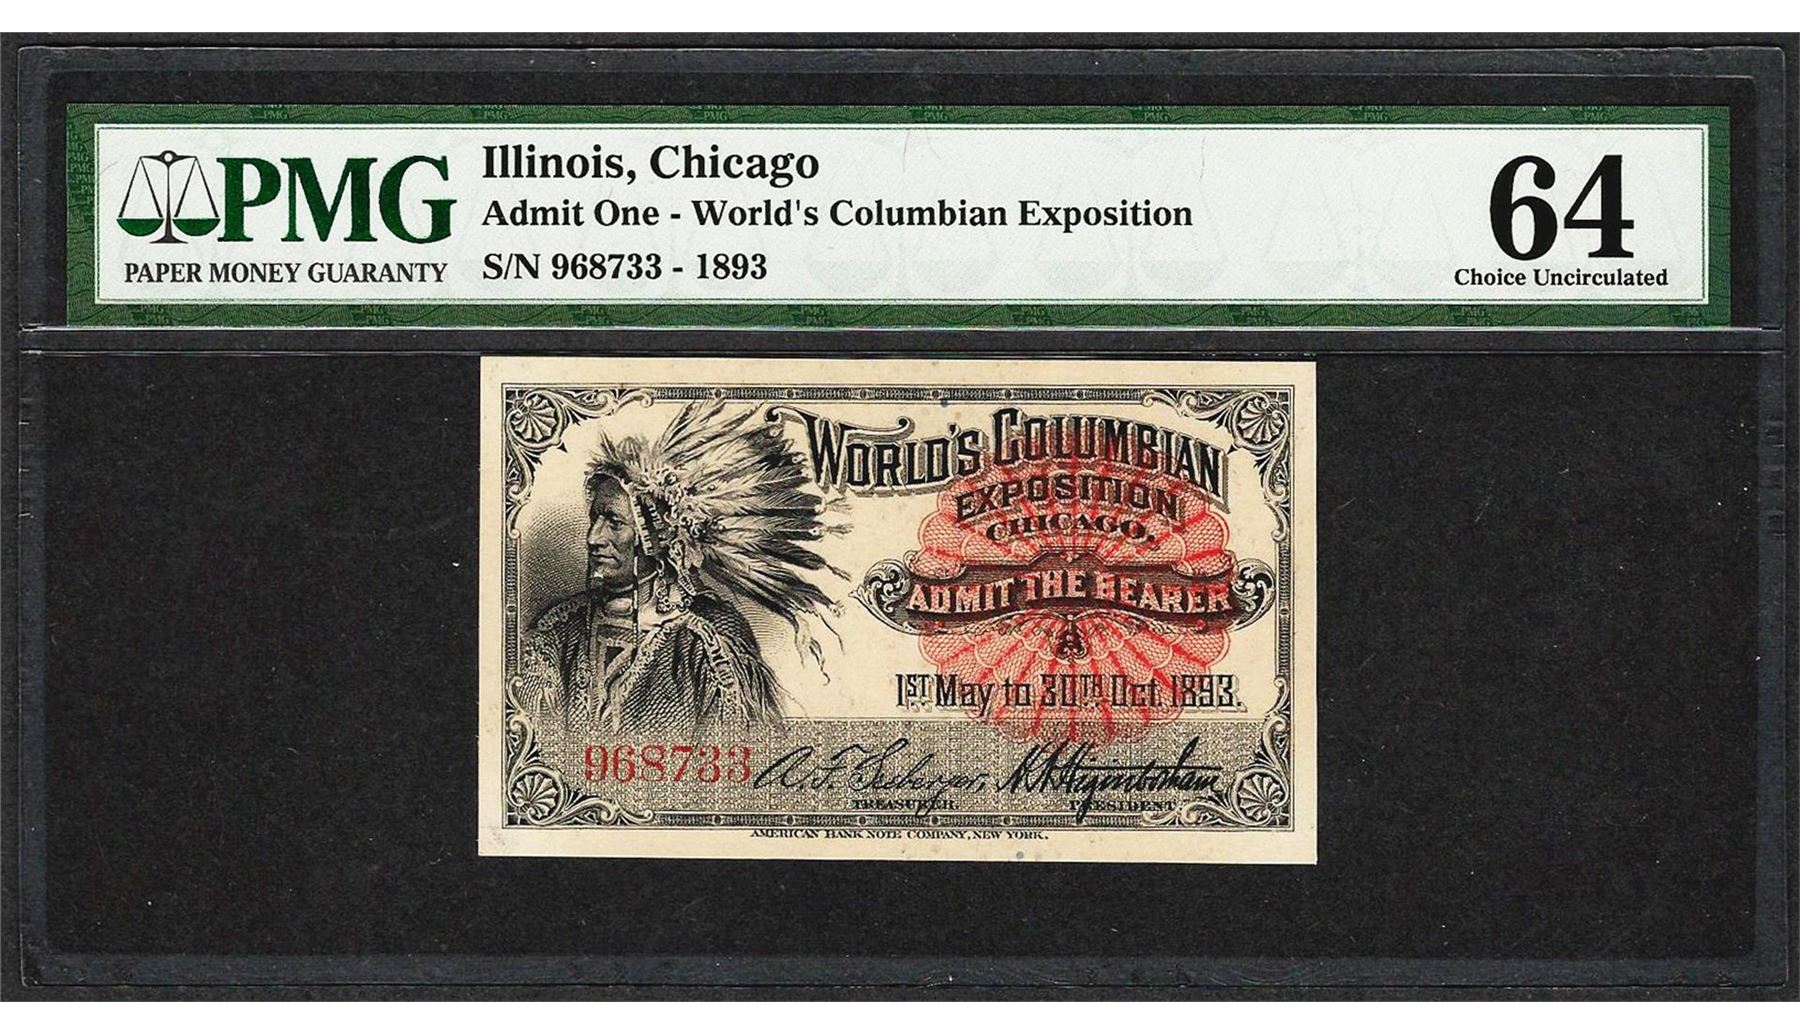 PMG
PAPER MONEY GUARANTY
Illinois, Chicago
Admit One - World's Columbian Exposition
S/N 968733 - 1893
64
Choice Uncirculated
WORLD'S COLUMBIAN
EXPOSITION
CHICAGO.
ADMIT THE BEARER
A
1ST May to 30TH Oct. 1893.
968733
A. F. Seeberger,
TREASURER.
H N Higinbotham
PRESIDENT
AMERICAN BANK NOTE COMPANY, NEW YORK.